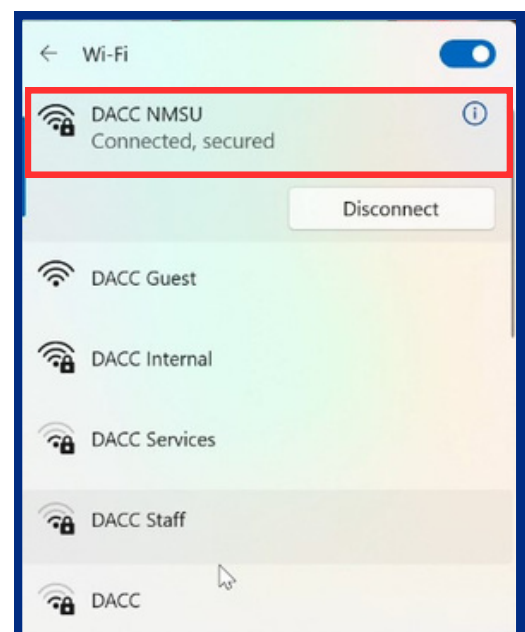 Wi-Fi
DACC NMSU
Connected, secured
Disconnect
DACC Guest
DACC Internal
DACC Services
DACC Staff
DACC